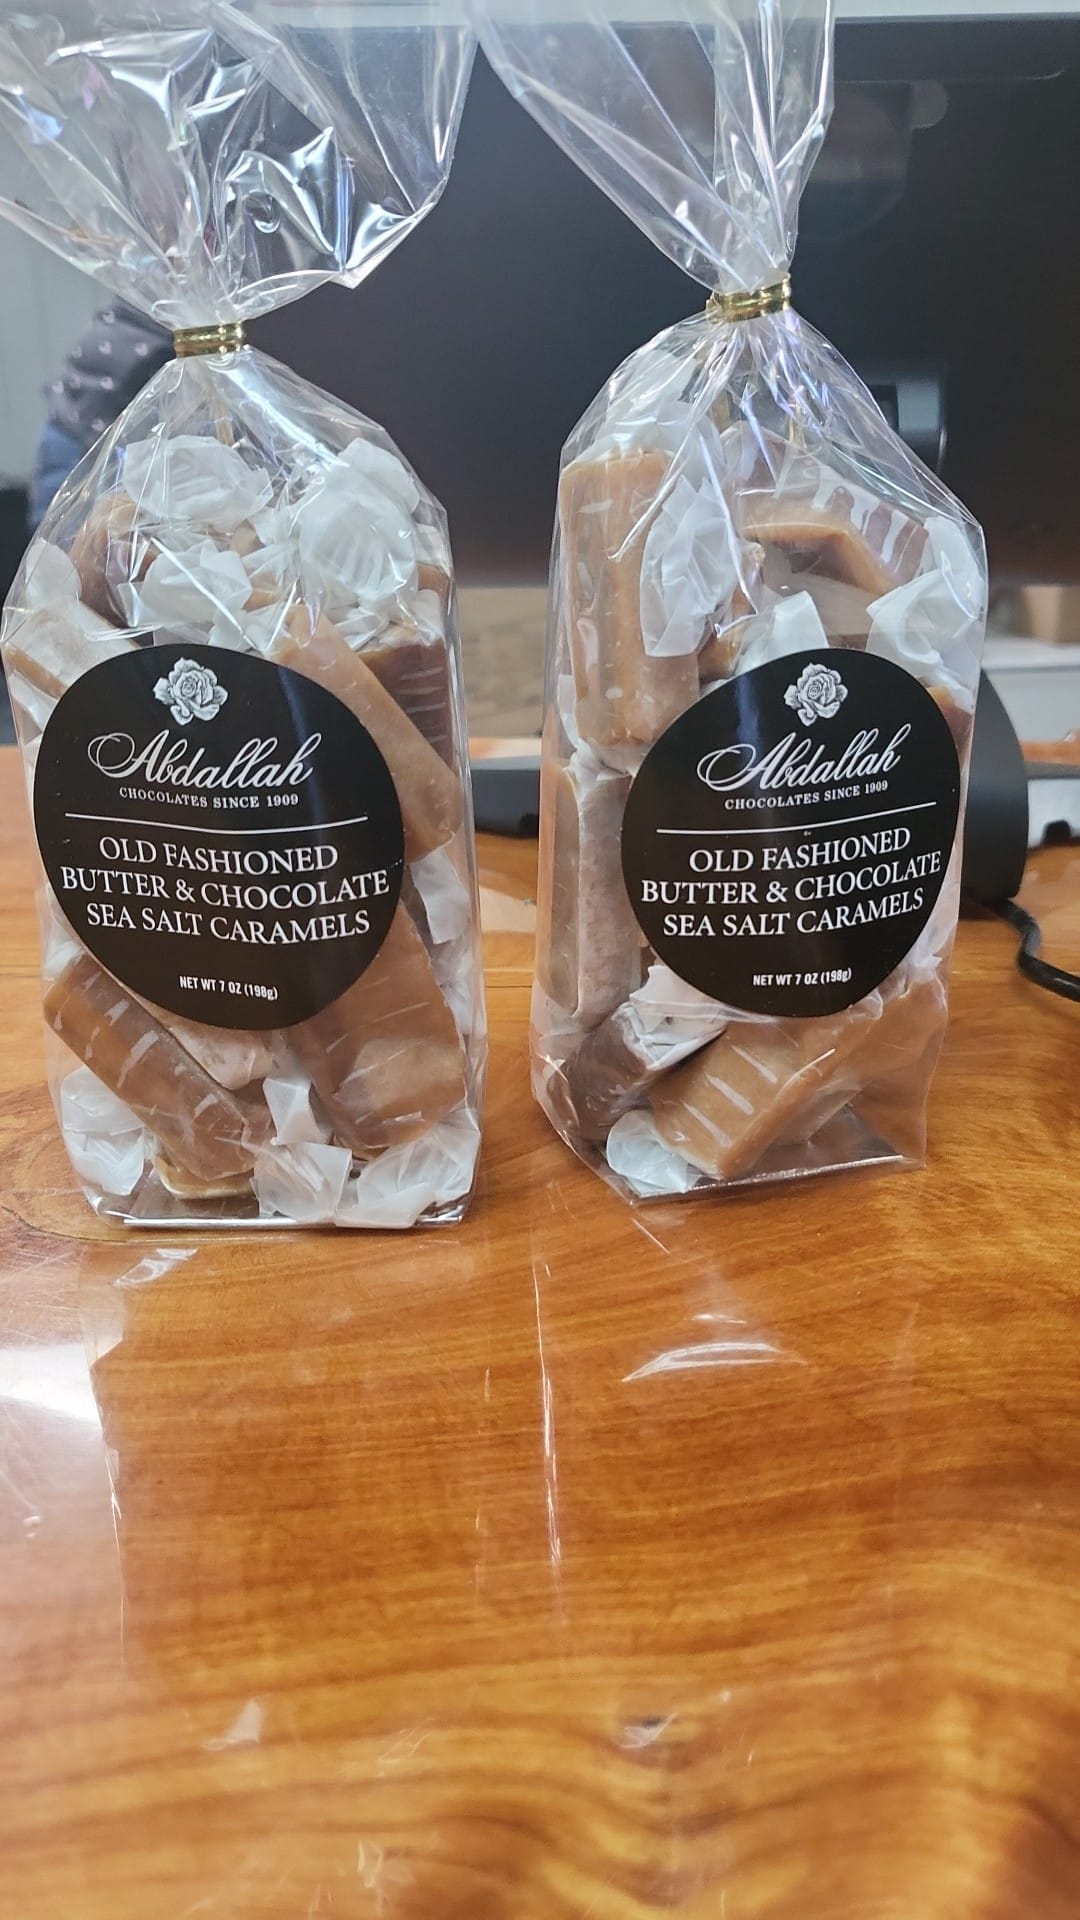 Abdallah
CHOCOLATES SINCE 1909
OLD FASHIONED
BUTTER & CHOCOLATE
SEA SALT CARAMELS
NET WT 7 OZ (198g)
Abdallah
CHOCOLATES SINCE 1909
OLD FASHIONED
BUTTER & CHOCOLATE
SEA SALT CARAMELS
NET WT 7 OZ (198g)